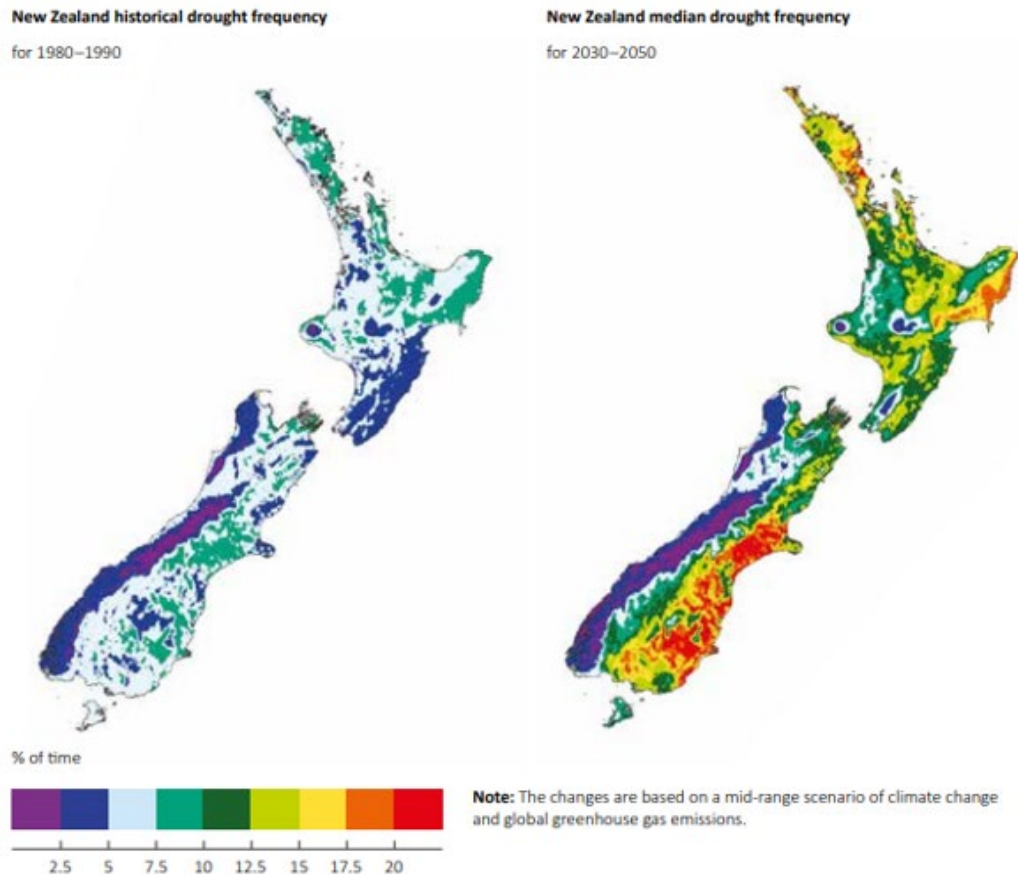 New Zealand historical drought frequency
for 1980–1990
New Zealand median drought frequency
for 2030–2050
% of time
2.5 5 7.5 10 12.5 15 17.5 20
Note: The changes are based on a mid-range scenario of climate change
and global greenhouse gas emissions.